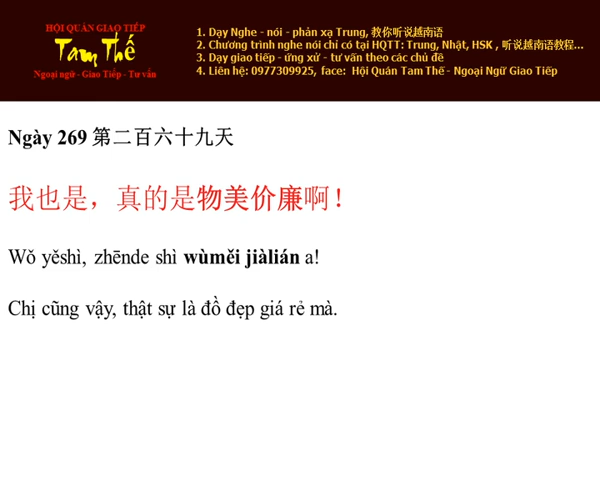 HỘI QUÁN GIAO TIẾP
Tam Thế
Ngoại ngữ - Giao Tiếp - Tư vấn
1. Dạy Nghe - nói - phản xạ Trung, 教你听说越南语
2. Chương trình nghe nói chỉ có tại HQTT: Trung, Nhật, HSK , 听说越南语教程...
3. Dạy giao tiếp - ứng xử - tư vấn theo các chủ đề
4. Liên hệ: 0977309925, face: Hội Quán Tam Thế - Ngoại Ngữ Giao Tiếp
Ngày 269 第二百六十九天
我也是，真的是物美价廉啊！
Wǒ yěshì, zhēnde shì wùměi jiàlián a!
Chị cũng vậy, thật sự là đồ đẹp giá rẻ mà.